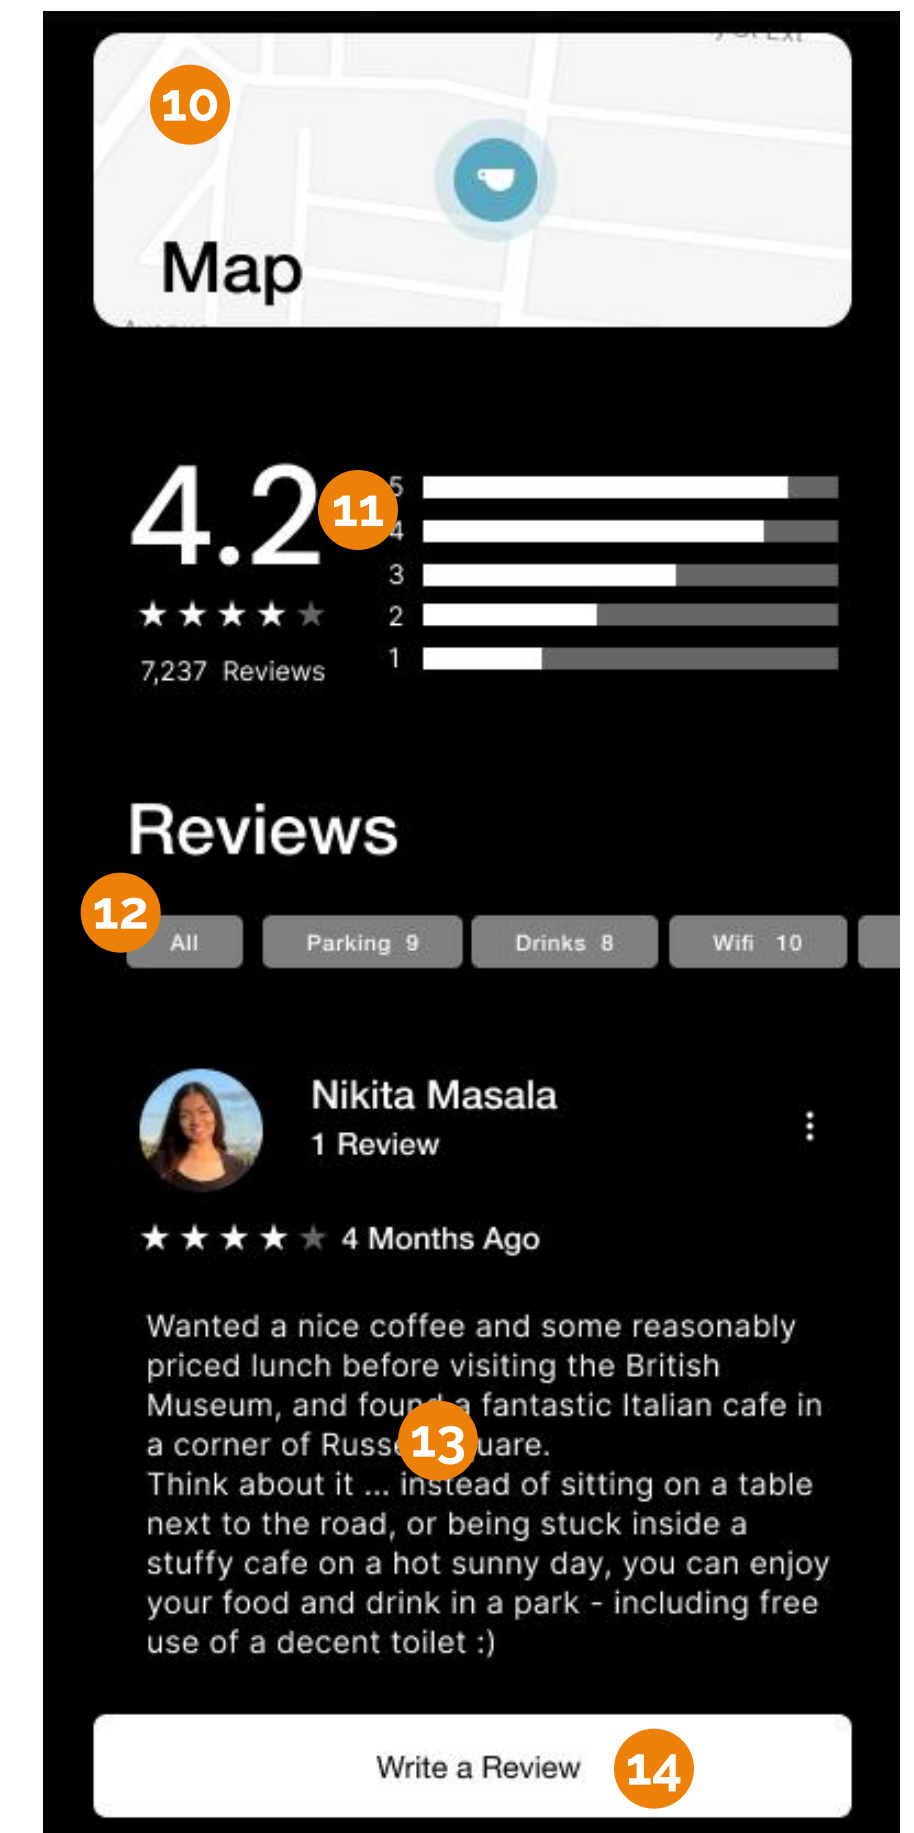 10
Map
4.2
11
5
4
3
2
1
7,237 Reviews
Reviews
12
All
Parking 9
Drinks 8
Wifi 10
Nikita Masala
1 Review
4 Months Ago
Wanted a nice coffee and some reasonably
priced lunch before visiting the British
Museum, and found a fantastic Italian cafe in
a corner of
13
Think about it ... instead of sitting on a table
next to the road, or being stuck inside a
stuffy cafe on a hot sunny day, you can enjoy
your food and drink in a park - including free
use of a decent toilet :)
Write a Review
14